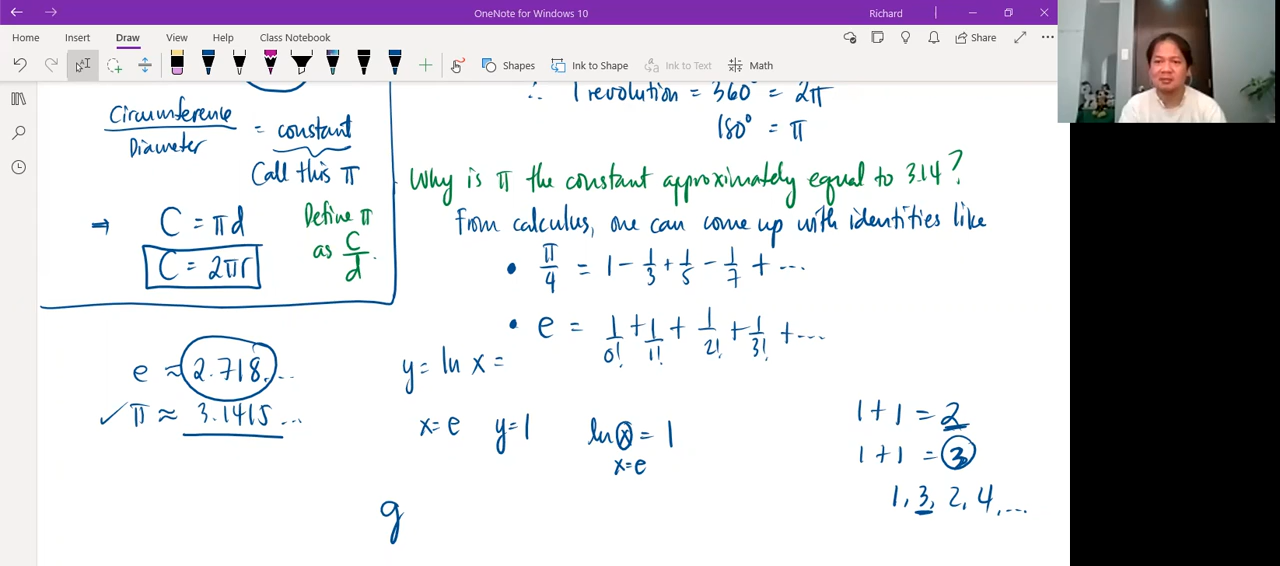 OneNote for Windows 10
Richard
Home Insert Draw View Help Class Notebook
Share
Shapes
Ink to Shape
Ink to Text
Math
Circumference
Diameter
= constant
Call this π
⇒ C = πd
C = 2πr
Define π
as C/d.
∴ 1 revolution = 360° = 2π
180° = π
Why is π the constant approximately equal to 3.14?
From calculus, one can come up with identities like
• π/4 = 1 - 1/3 + 1/5 - 1/7 + ...
• e = 1/0! + 1/1! + 1/2! + 1/3! + ...
e ≈ 2.718...
✓ π ≈ 3.1415...
y = ln x =
x = e y = 1 ln x = 1
x = e
1 + 1 = 2
1 + 1 = 3
1, 3, 2, 4, ...
g